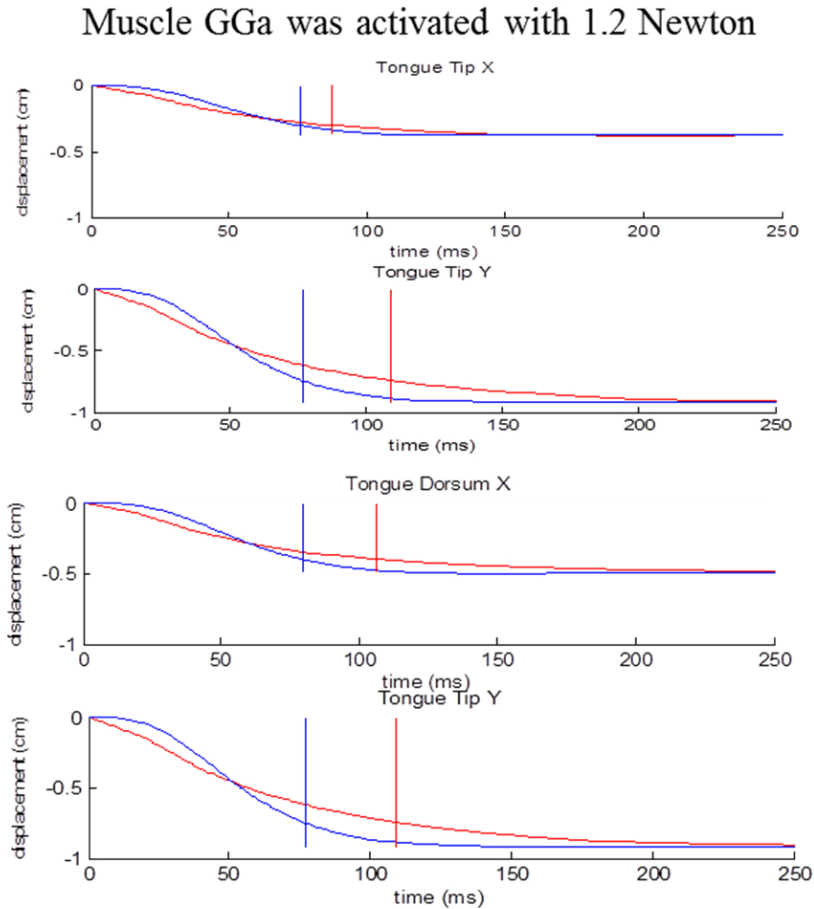 Muscle GGa was activated with 1.2 Newton
Tongue Tip X
dsplacement (cm)
0
-0.5
-1
0 50 100 150 200 250
time (ms)
Tongue Tip Y
dsplacement (cm)
0
-0.5
-1
0 50 100 150 200 250
time (ms)
Tongue Dorsum X
displacement (cm)
0
-0.5
-1
0 50 100 150 200 250
time (ms)
Tongue Tip Y
displacement (cm)
0
-0.5
-1
0 50 100 150 200 250
time (ms)